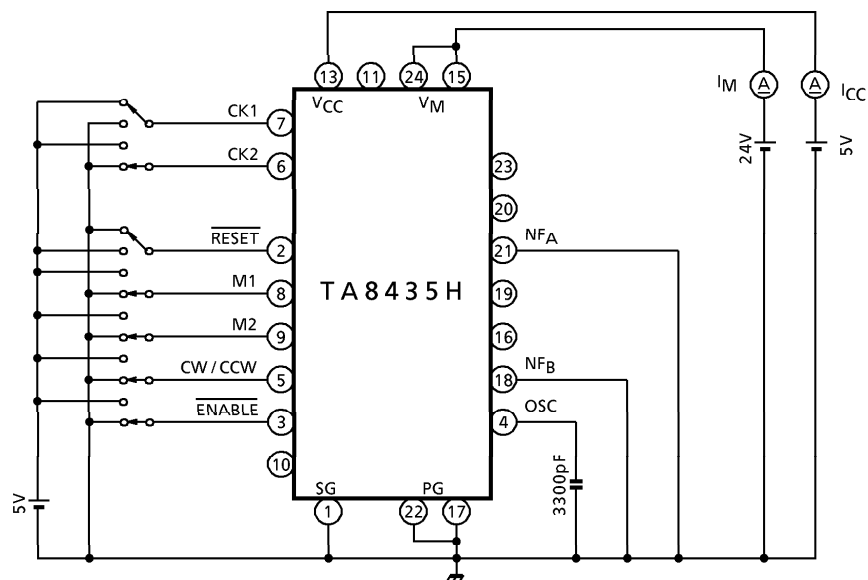 13 11 24 15
VCC VM
IM A A ICC
24V 5V
CK1 7
CK2 6
23
20
RESET 2
21 NFA
M1 8
TA8435H
19
M2 9
16
CW / CCW 5
18 NFB
ENABLE 3
4 OSC
10
3300pF
5V
SG PG
1 22 17